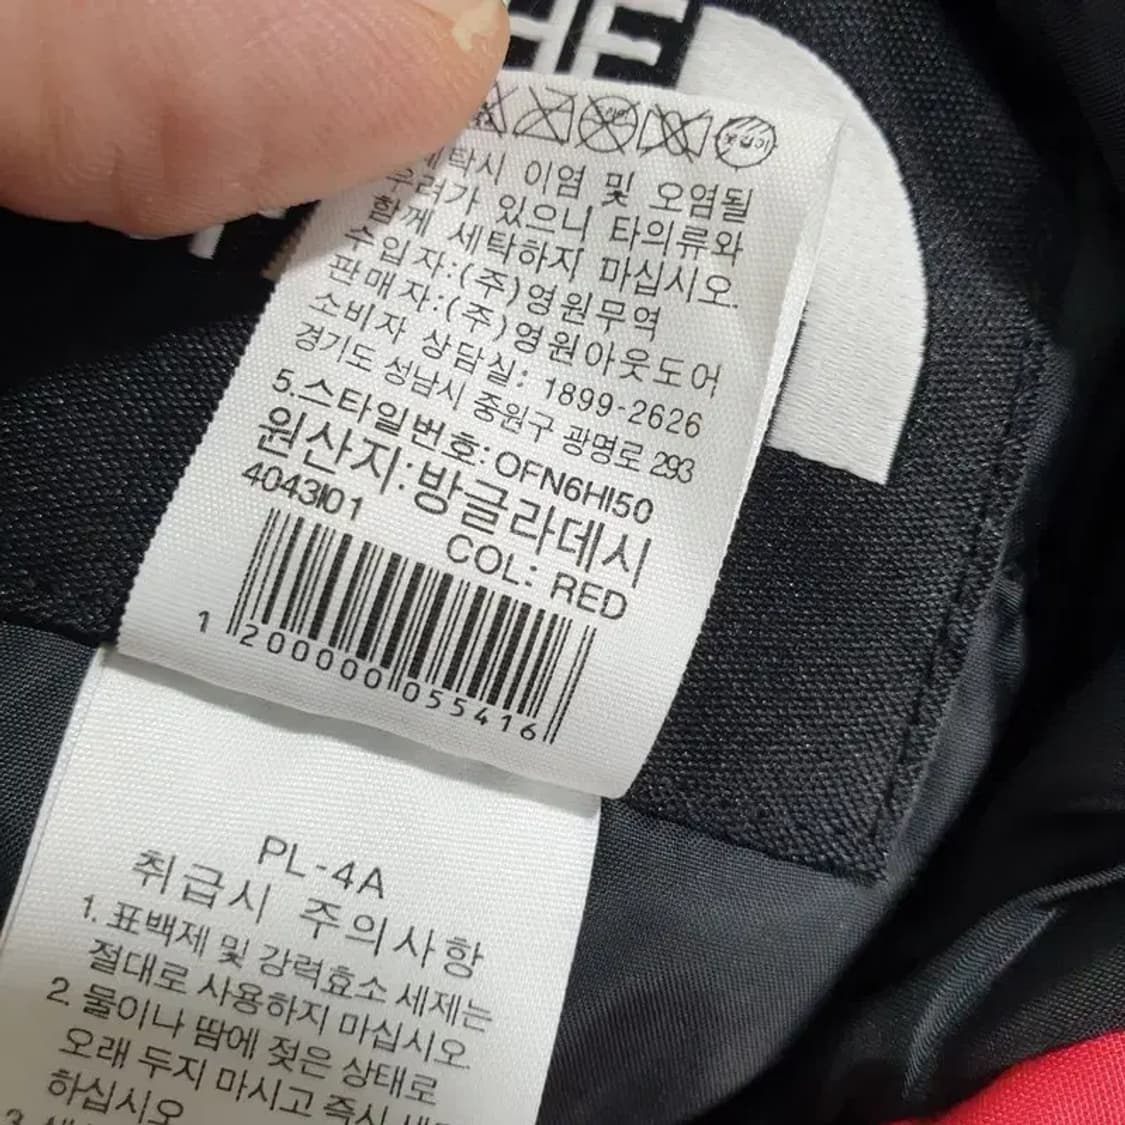 HE
세탁시 이염 및 오염될
우려가 있으니 타의류와
함께 세탁하지 마십시오.
수입자:(주)영원무역
판매자:(주)영원아웃도어
소비자 상담실: 1899-2626
경기도 성남시 중원구 광명로 293
5.스타일번호: OFN6HI50
원산지:방글라데시
4043I01
COL: RED
1 200000 055416
PL-4A
취급시 주의사항
1. 표백제 및 강력효소 세제는
절대로 사용하지 마십시오
2. 물이나 땀에 젖은 상태로
오래 두지 마시고 즉시
하십시오
3.